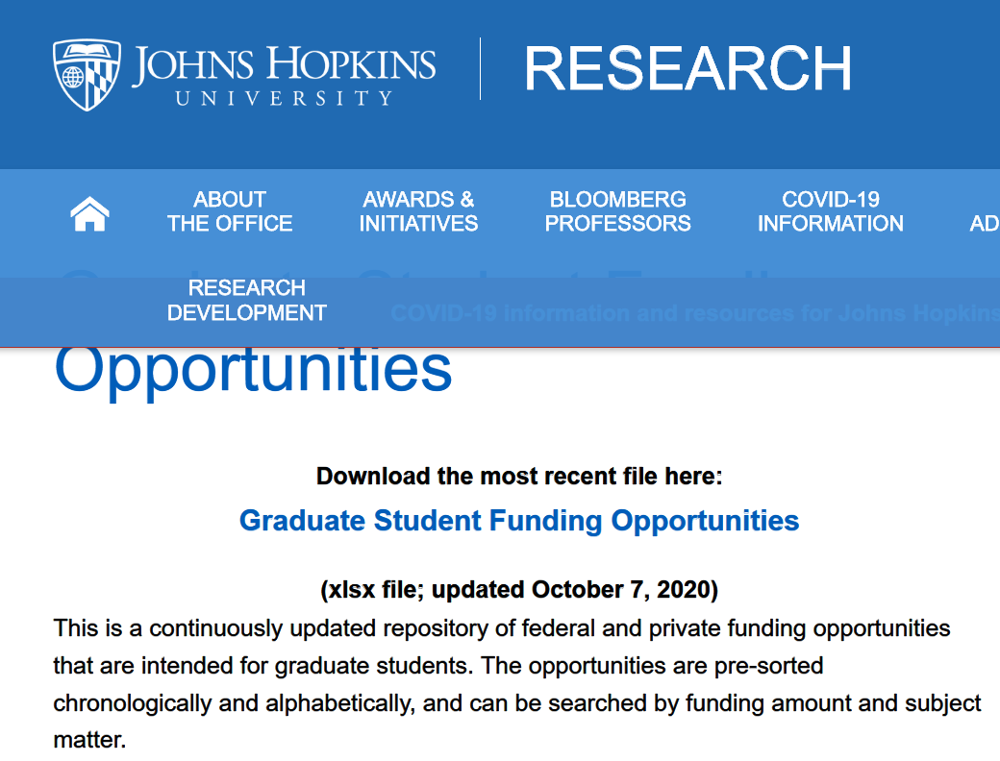 JOHNS HOPKINS
UNIVERSITY
RESEARCH
ABOUT
THE OFFICE
AWARDS &
INITIATIVES
BLOOMBERG
PROFESSORS
COVID-19
INFORMATION
AD
RESEARCH
DEVELOPMENT
COVID-19 information and resources for Johns Hopkins
Opportunities
Download the most recent file here:
Graduate Student Funding Opportunities
(xlsx file; updated October 7, 2020)
This is a continuously updated repository of federal and private funding opportunities
that are intended for graduate students. The opportunities are pre-sorted
chronologically and alphabetically, and can be searched by funding amount and subject
matter.